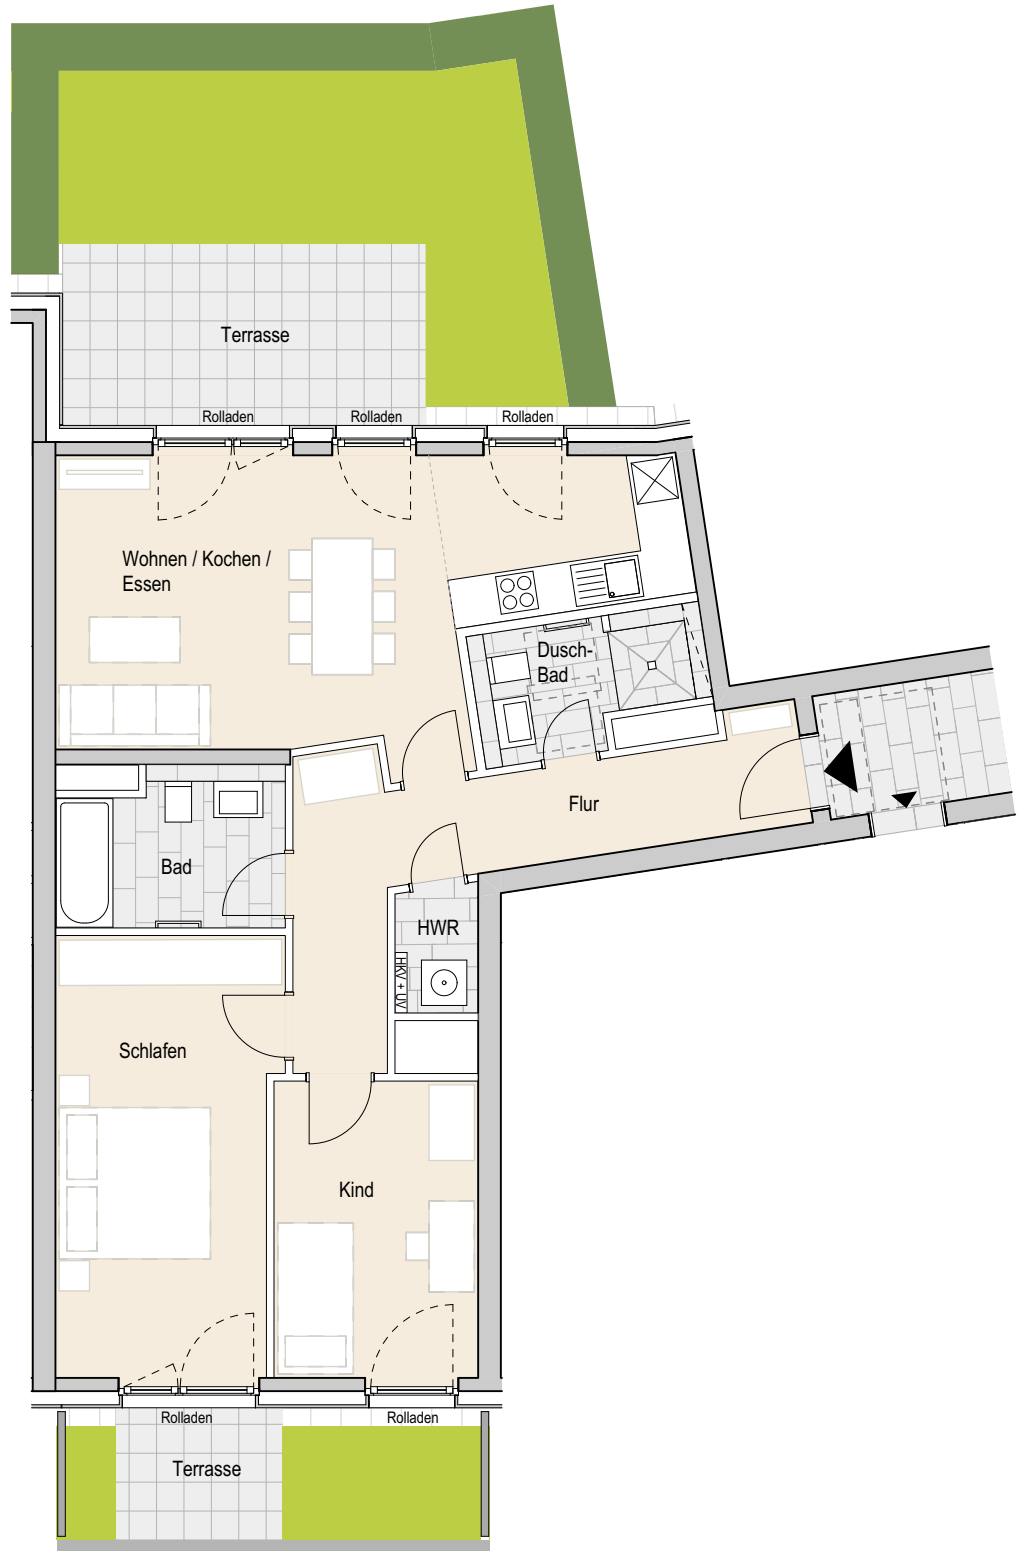 Terrasse
Rolladen
Rolladen
Rolladen
Wohnen / Kochen /
Essen
Dusch-
Bad
Flur
Bad
HWR
HKV + UV
Schlafen
Kind
Rolladen
Rolladen
Terrasse